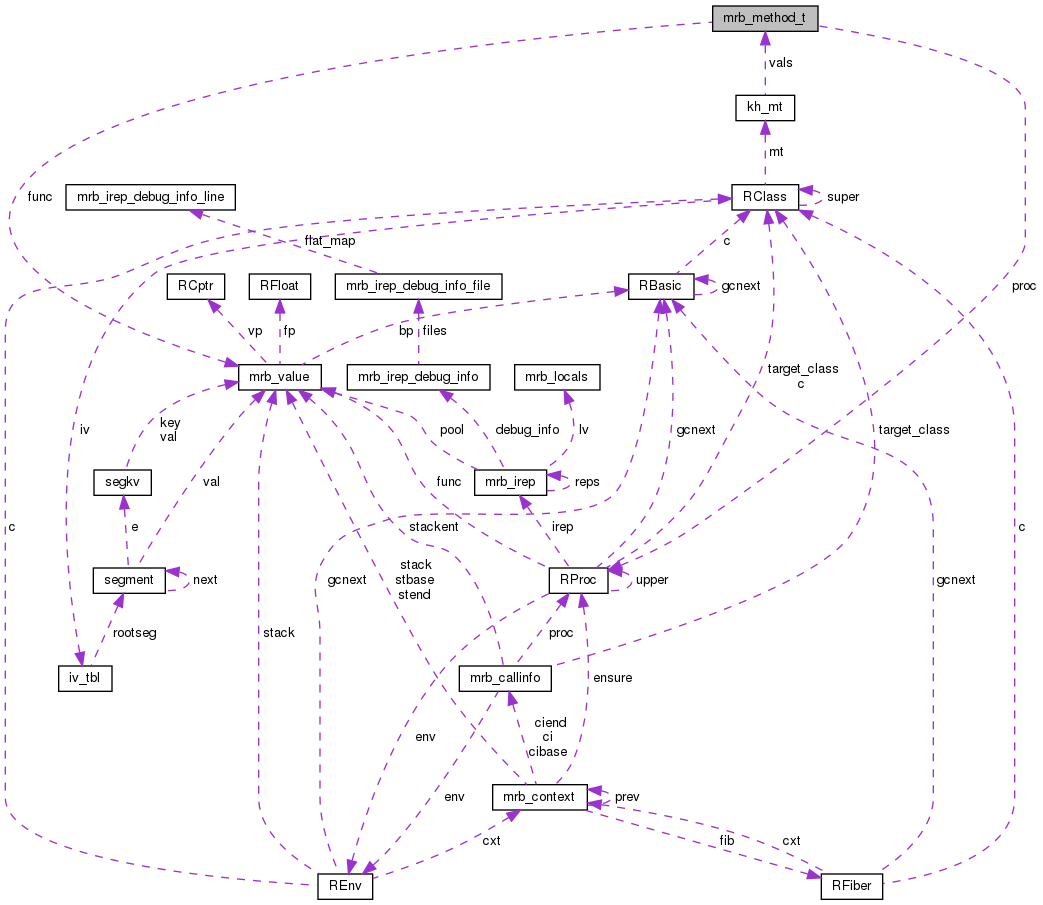 mrb_method_t
vals
kh_mt
mt
func
mrb_irep_debug_info_line
RClass
super
flat_map
c
RCptr
RFloat
mrb_irep_debug_info_file
RBasic
gcnext
proc
vp
fp
bp
files
mrb_value
mrb_irep_debug_info
mrb_locals
target_class
c
key
val
iv
pool
debug_info
lv
gcnext
target_class
segkv
val
func
mrb_irep
reps
e
stackent
irep
c
c
segment
next
gcnext
stack
stbase
stend
RProc
upper
gcnext
rootseg
stack
proc
iv_tbl
mrb_callinfo
ensure
env
ciend
ci
cibase
env
mrb_context
prev
cxt
fib
cxt
REnv
RFiber